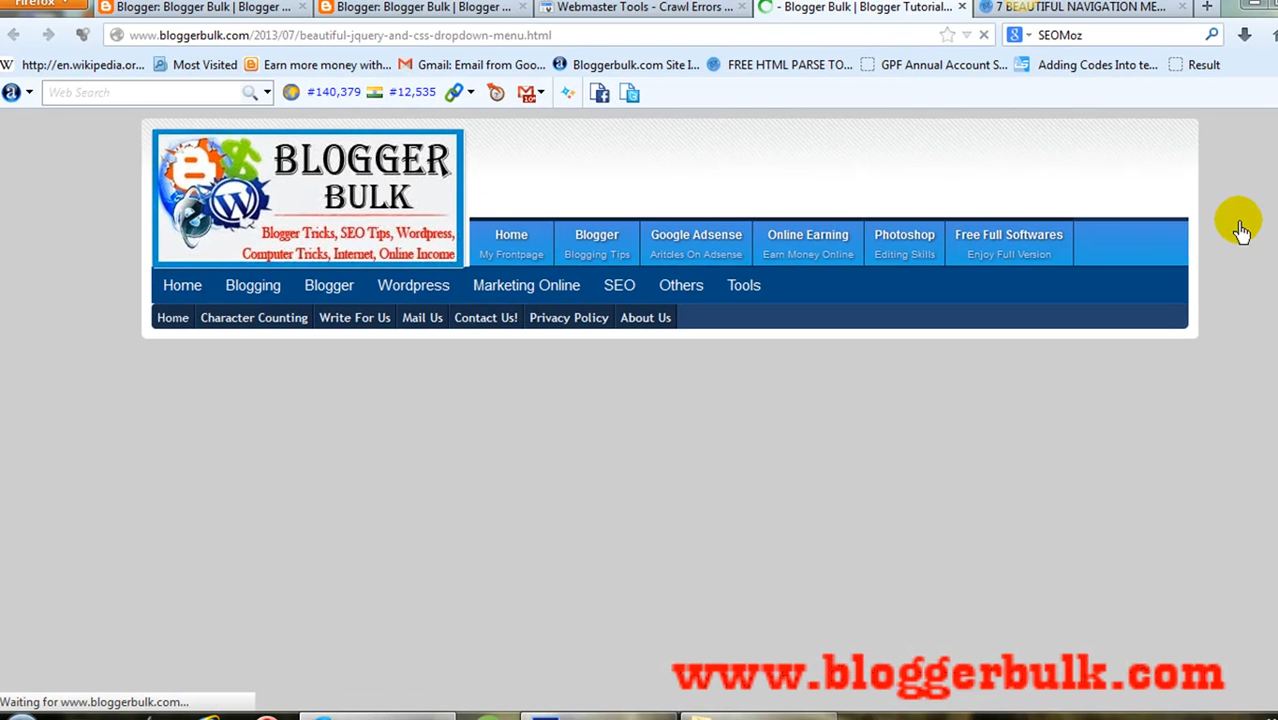 Firefox
Blogger: Blogger Bulk | Blogger ...
Blogger: Blogger Bulk | Blogger ...
Webmaster Tools - Crawl Errors ...
- Blogger Bulk | Blogger Tutorial...
7 BEAUTIFUL NAVIGATION ME...
www.bloggerbulk.com/2013/07/beautiful-jquery-and-css-dropdown-menu.html
SEOMoz
http://en.wikipedia.or...
Most Visited
Earn more money with...
Gmail: Email from Goo...
Bloggerbulk.com Site I...
FREE HTML PARSE TO...
GPF Annual Account S...
Adding Codes Into te...
Result
Web Search
#140,379
#12,535
BLOGGER
BULK
Blogger Tricks, SEO Tips, Wordpress,
Computer Tricks, Internet, Online Income
Home
Blogger
Google Adsense
Online Earning
Photoshop
Free Full Softwares
My Frontpage
Blogging Tips
Aritcles On Adsense
Earn Money Online
Editing Skills
Enjoy Full Version
Home Blogging Blogger Wordpress Marketing Online SEO Others Tools
Home Character Counting Write For Us Mail Us Contact Us! Privacy Policy About Us
www.bloggerbulk.com
Waiting for www.bloggerbulk.com...